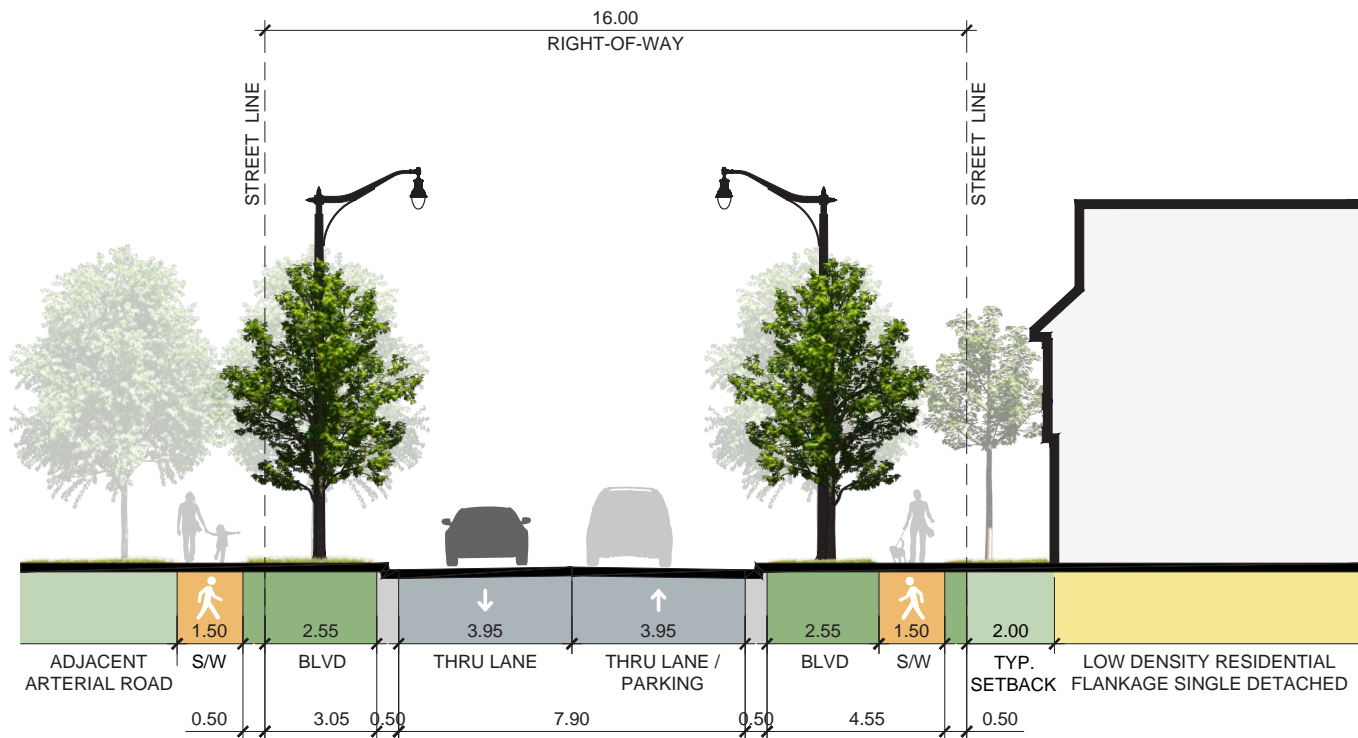 16.00
RIGHT-OF-WAY
STREET LINE
STREET LINE
1.50
2.55
3.95
3.95
2.55
1.50
2.00
ADJACENT
ARTERIAL ROAD
S/W
BLVD
THRU LANE
THRU LANE /
PARKING
BLVD
S/W
TYP.
SETBACK
LOW DENSITY RESIDENTIAL
FLANKAGE SINGLE DETACHED
0.50
3.05
0.50
7.90
0.50
4.55
0.50